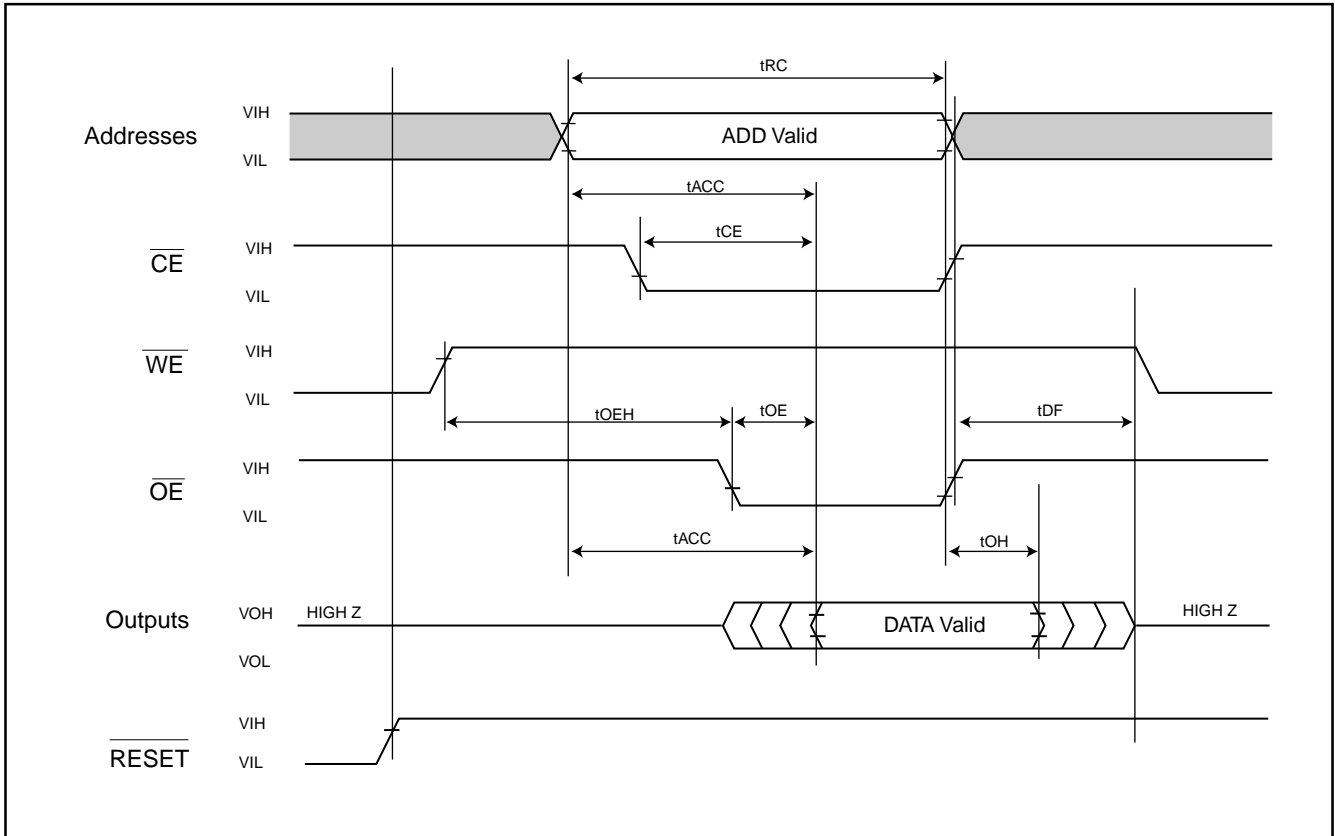 tRC
Addresses
VIH
VIL
ADD Valid
tACC
tCE
CE
VIH
VIL
WE
VIH
VIL
tOEH
tOE
tDF
OE
VIH
VIL
tACC
tOH
Outputs
VOH
VOL
HIGH Z
DATA Valid
HIGH Z
RESET
VIH
VIL